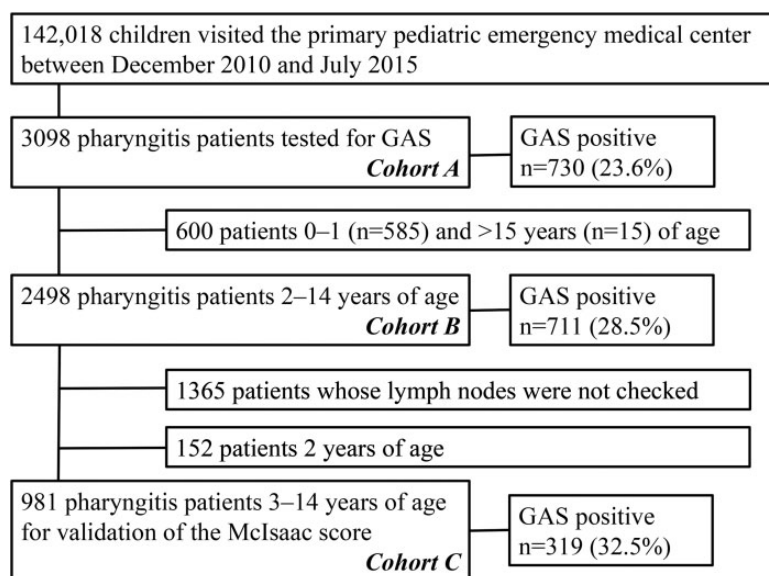 142,018 children visited the primary pediatric emergency medical center
between December 2010 and July 2015
3098 pharyngitis patients tested for GAS
Cohort A
GAS positive
n=730 (23.6%)
600 patients 0–1 (n=585) and >15 years (n=15) of age
2498 pharyngitis patients 2–14 years of age
Cohort B
GAS positive
n=711 (28.5%)
1365 patients whose lymph nodes were not checked
152 patients 2 years of age
981 pharyngitis patients 3–14 years of age
for validation of the McIsaac score
Cohort C
GAS positive
n=319 (32.5%)